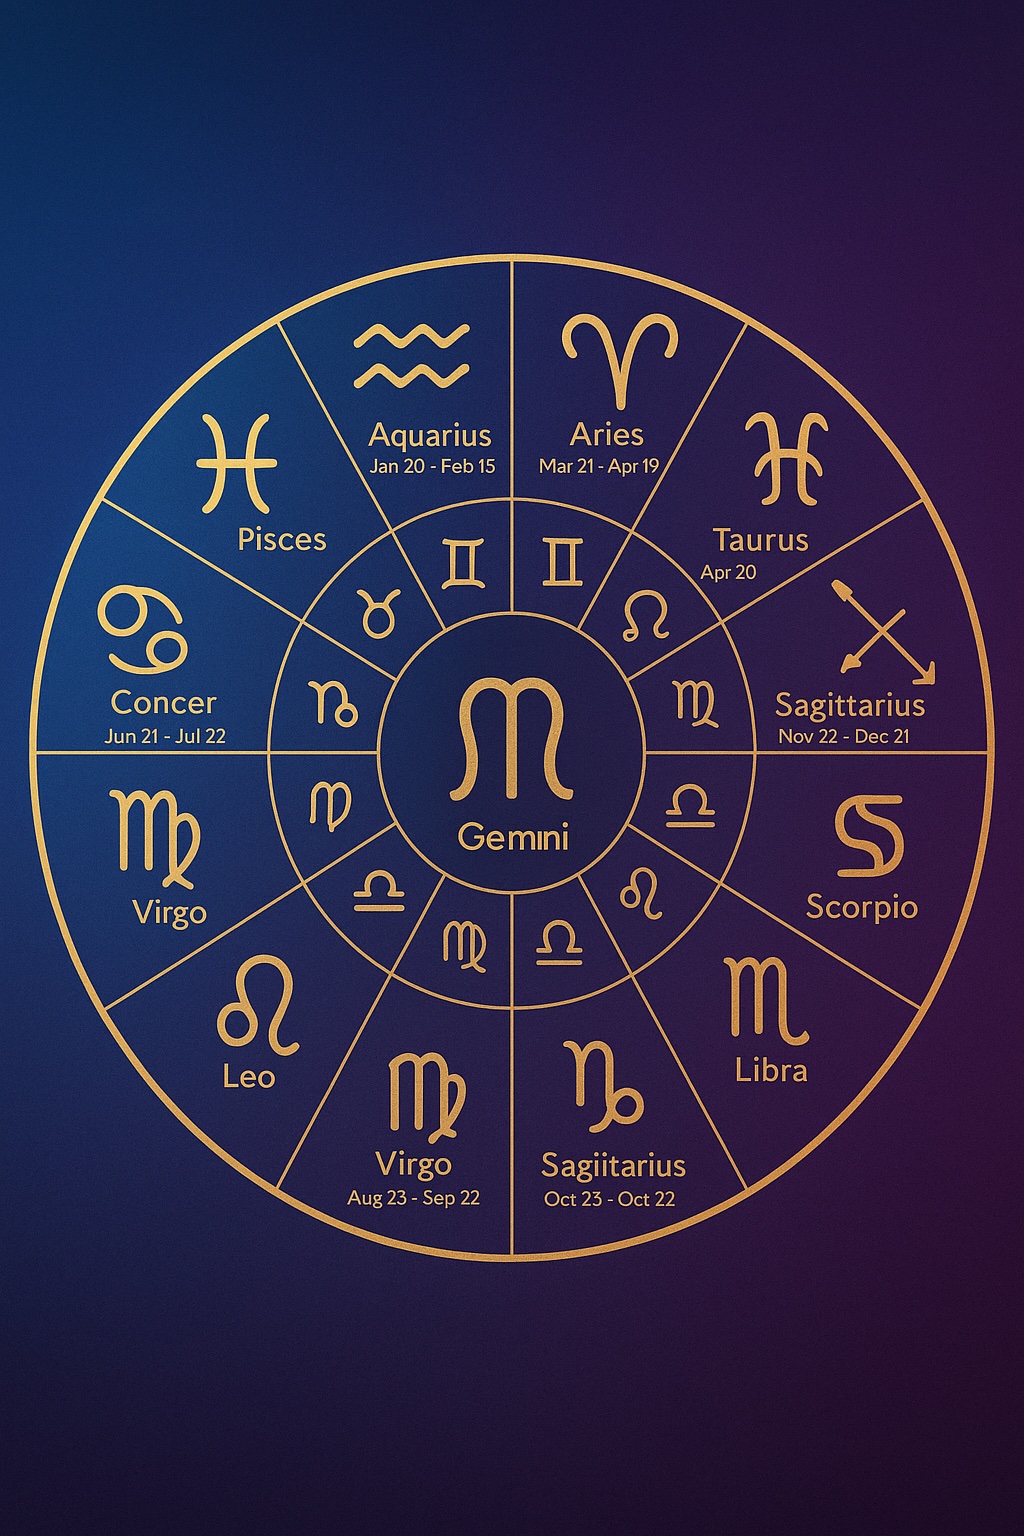 Aquarius
Jan 20 - Feb 15
Aries
Mar 21 - Apr 19
Pisces
Taurus
Apr 20
Concer
Jun 21 - Jul 22
Sagittarius
Nov 22 - Dec 21
Gemini
Virgo
Scorpio
Leo
Libra
Virgo
Aug 23 - Sep 22
Sagiitarius
Oct 23 - Oct 22